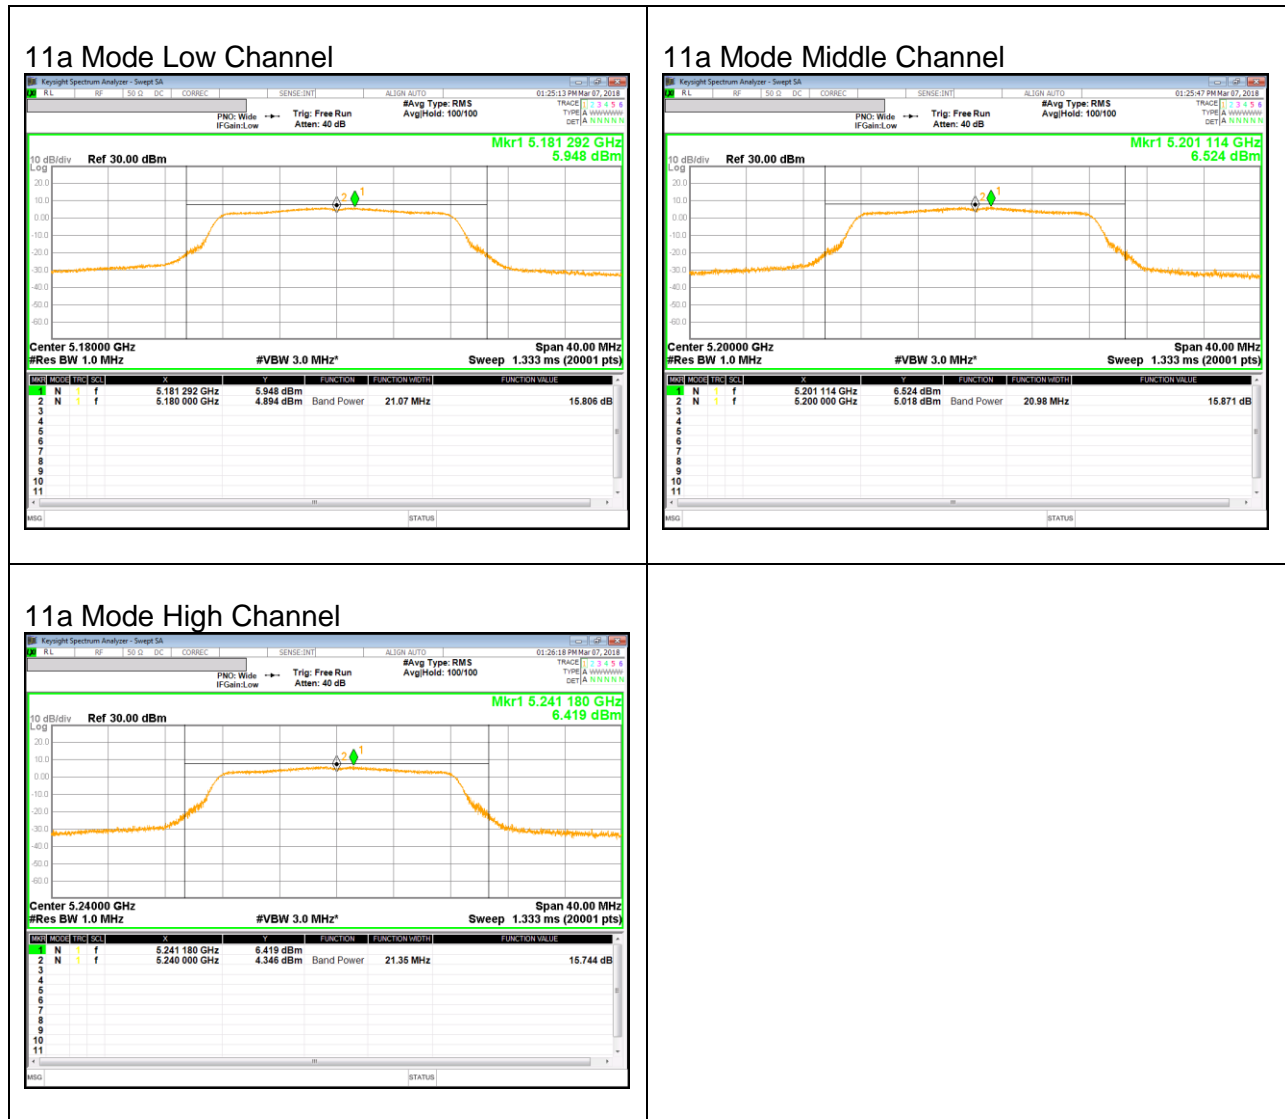 11a Mode Low Channel
Keysight Spectrum Analyzer - Swept SA
RL RF 50 Ω DC CORREC SENSE:INT ALIGN AUTO 01:25:13 PM Mar 07, 2018
PNO: Wide Trig: Free Run #Avg Type: RMS TRACE 1 2 3 4 5 6
IFGain:Low Atten: 40 dB Avg|Hold: 100/100 TYPE A WWWWW
DET A N N N N N
Mkr1 5.181 292 GHz
10 dB/div Ref 30.00 dBm 5.948 dBm
Log
20.0
10.0
0.00
-10.0
-20.0
-30.0
-40.0
-50.0
-60.0
2 1
Center 5.18000 GHz Span 40.00 MHz
#Res BW 1.0 MHz #VBW 3.0 MHz* Sweep 1.333 ms (20001 pts)
MKR MODE TRC SCL X Y FUNCTION FUNCTION WIDTH FUNCTION VALUE
1 N 1 f 5.181 292 GHz 5.948 dBm
2 N 1 f 5.180 000 GHz 4.894 dBm Band Power 21.07 MHz 15.806 dB
3
4
5
6
7
8
9
10
11
MSG STATUS
11a Mode Middle Channel
Keysight Spectrum Analyzer - Swept SA
RL RF 50 Ω DC CORREC SENSE:INT ALIGN AUTO 01:25:47 PM Mar 07, 2018
PNO: Wide Trig: Free Run #Avg Type: RMS TRACE 1 2 3 4 5 6
IFGain:Low Atten: 40 dB Avg|Hold: 100/100 TYPE A WWWWW
DET A N N N N N
Mkr1 5.201 114 GHz
10 dB/div Ref 30.00 dBm 6.524 dBm
Log
20.0
10.0
0.00
-10.0
-20.0
-30.0
-40.0
-50.0
-60.0
2 1
Center 5.20000 GHz Span 40.00 MHz
#Res BW 1.0 MHz #VBW 3.0 MHz* Sweep 1.333 ms (20001 pts)
MKR MODE TRC SCL X Y FUNCTION FUNCTION WIDTH FUNCTION VALUE
1 N 1 f 5.201 114 GHz 6.524 dBm
2 N 1 f 5.200 000 GHz 5.018 dBm Band Power 20.98 MHz 15.871 dB
3
4
5
6
7
8
9
10
11
MSG STATUS
11a Mode High Channel
Keysight Spectrum Analyzer - Swept SA
RL RF 50 Ω DC CORREC SENSE:INT ALIGN AUTO 01:26:18 PM Mar 07, 2018
PNO: Wide Trig: Free Run #Avg Type: RMS TRACE 1 2 3 4 5 6
IFGain:Low Atten: 40 dB Avg|Hold: 100/100 TYPE A WWWWW
DET A N N N N N
Mkr1 5.241 180 GHz
10 dB/div Ref 30.00 dBm 6.419 dBm
Log
20.0
10.0
0.00
-10.0
-20.0
-30.0
-40.0
-50.0
-60.0
2 1
Center 5.24000 GHz Span 40.00 MHz
#Res BW 1.0 MHz #VBW 3.0 MHz* Sweep 1.333 ms (20001 pts)
MKR MODE TRC SCL X Y FUNCTION FUNCTION WIDTH FUNCTION VALUE
1 N 1 f 5.241 180 GHz 6.419 dBm
2 N 1 f 5.240 000 GHz 4.346 dBm Band Power 21.35 MHz 15.744 dB
3
4
5
6
7
8
9
10
11
MSG STATUS